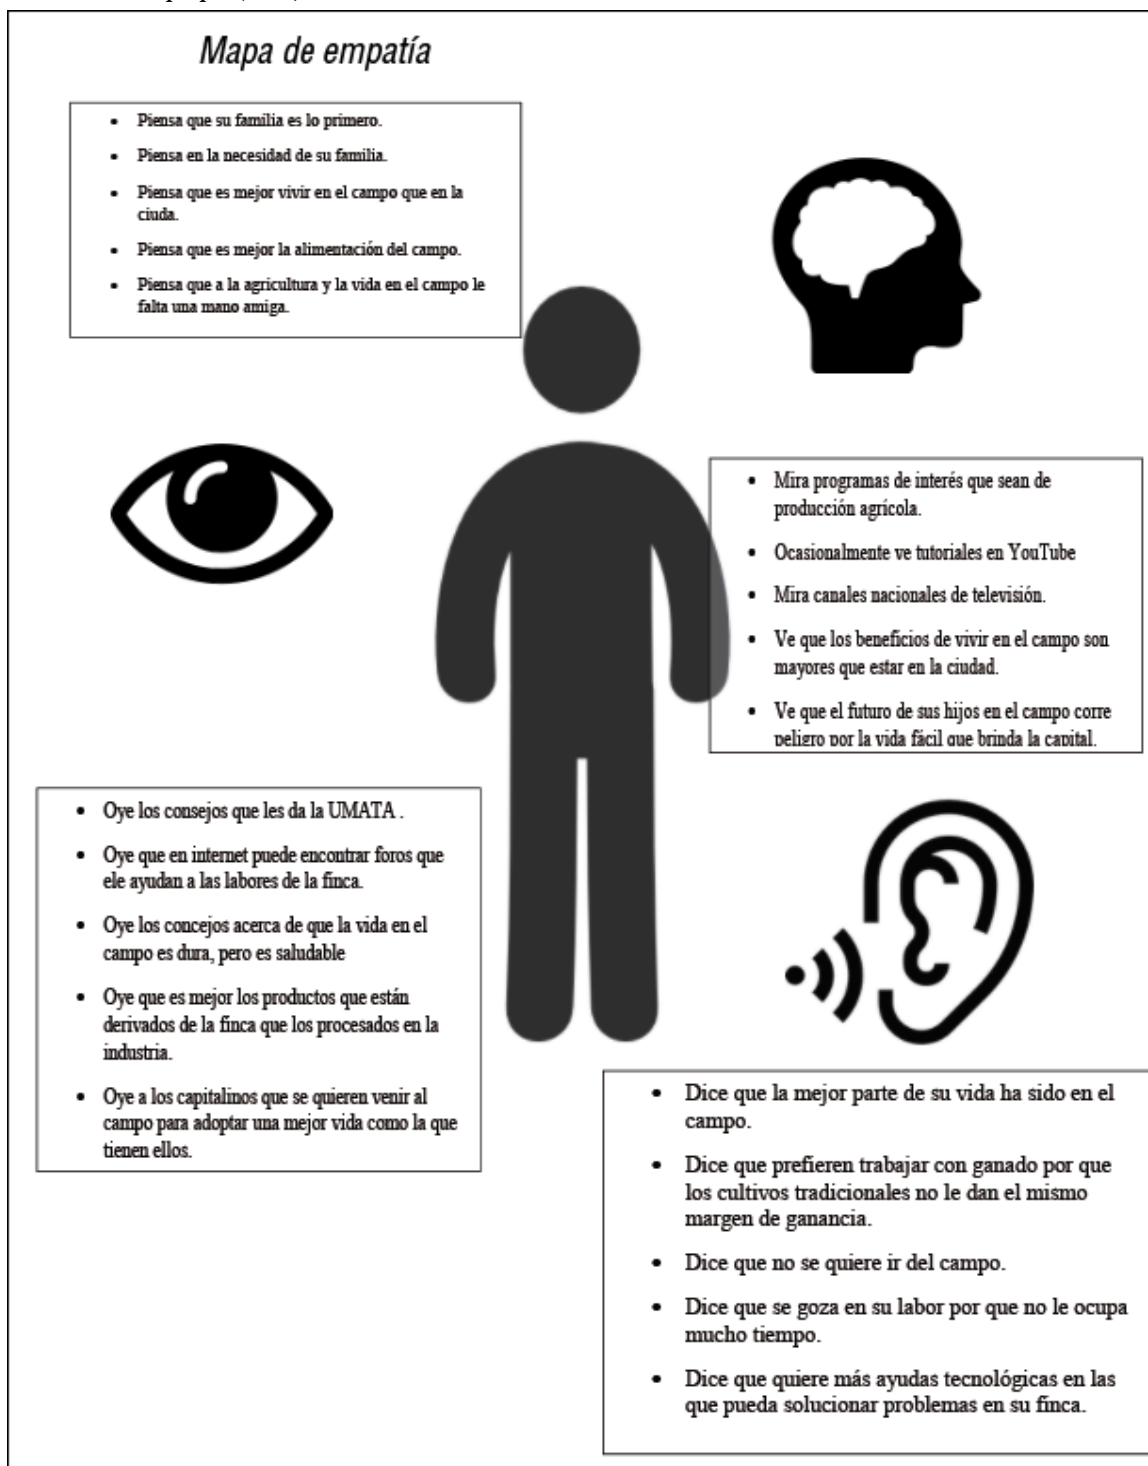 Mapa de empatía
• Piensa que su familia es lo primero.
• Piensa en la necesidad de su familia.
• Piensa que es mejor vivir en el campo que en la
ciuda.
• Piensa que es mejor la alimentación del campo.
• Piensa que a la agricultura y la vida en el campo le
falta una mano amiga.
• Mira programas de interés que sean de
producción agrícola.
• Ocasionalmente ve tutoriales en YouTube
• Mira canales nacionales de televisión.
• Ve que los beneficios de vivir en el campo son
mayores que estar en la ciudad.
• Ve que el futuro de sus hijos en el campo corre
peligro por la vida fácil que brinda la capital.
• Oye los consejos que les da la UMATA .
• Oye que en internet puede encontrar foros que
ele ayudan a las labores de la finca.
• Oye los concejos acerca de que la vida en el
campo es dura, pero es saludable
• Oye que es mejor los productos que están
derivados de la finca que los procesados en la
industria.
• Oye a los capitalinos que se quieren venir al
campo para adoptar una mejor vida como la que
tienen ellos.
• Dice que la mejor parte de su vida ha sido en el
campo.
• Dice que prefieren trabajar con ganado por que
los cultivos tradicionales no le dan el mismo
margen de ganancia.
• Dice que no se quiere ir del campo.
• Dice que se goza en su labor por que no le ocupa
mucho tiempo.
• Dice que quiere más ayudas tecnológicas en las
que pueda solucionar problemas en su finca.